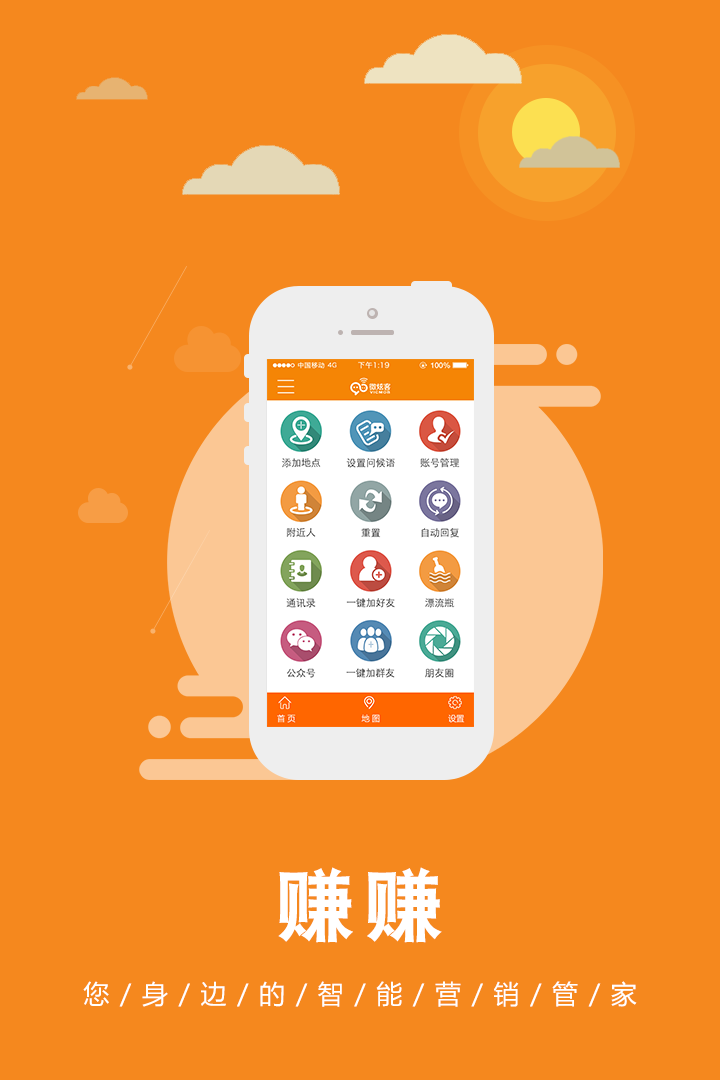 中国移动 4G 下午1:19 100%
微炫客
添加地点 设置问候语 账号管理
附近人 重置 自动回复
通讯录 一键加好友 漂流瓶
公众号 一键加群友 朋友圈
首页 地图 设置
赚赚
您/身/边/的/智/能/营/销/管/家